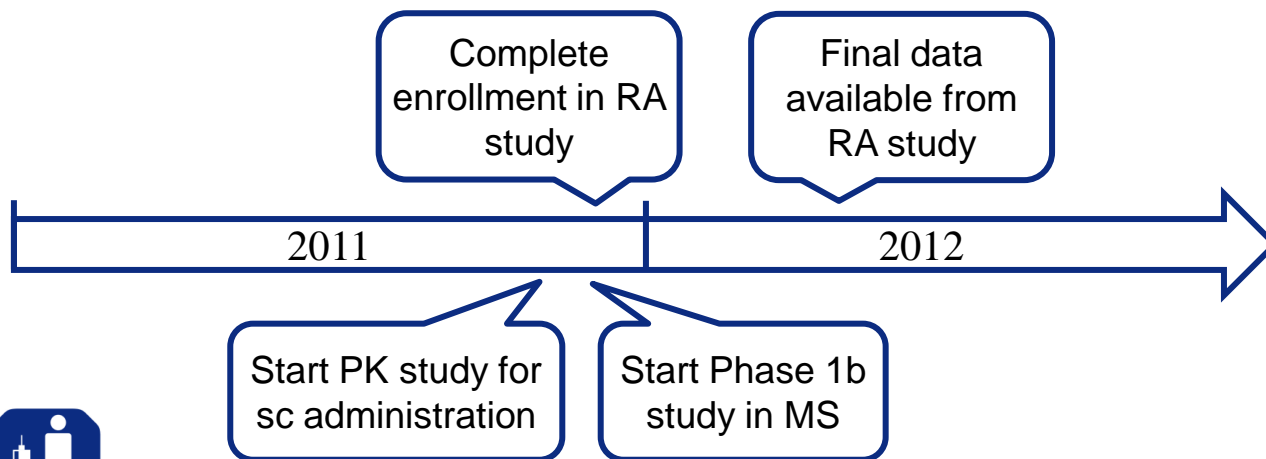 Complete
enrollment in RA
study
Final data
available from
RA study
2011
2012
Start PK study for
sc administration
Start Phase 1b
study in MS